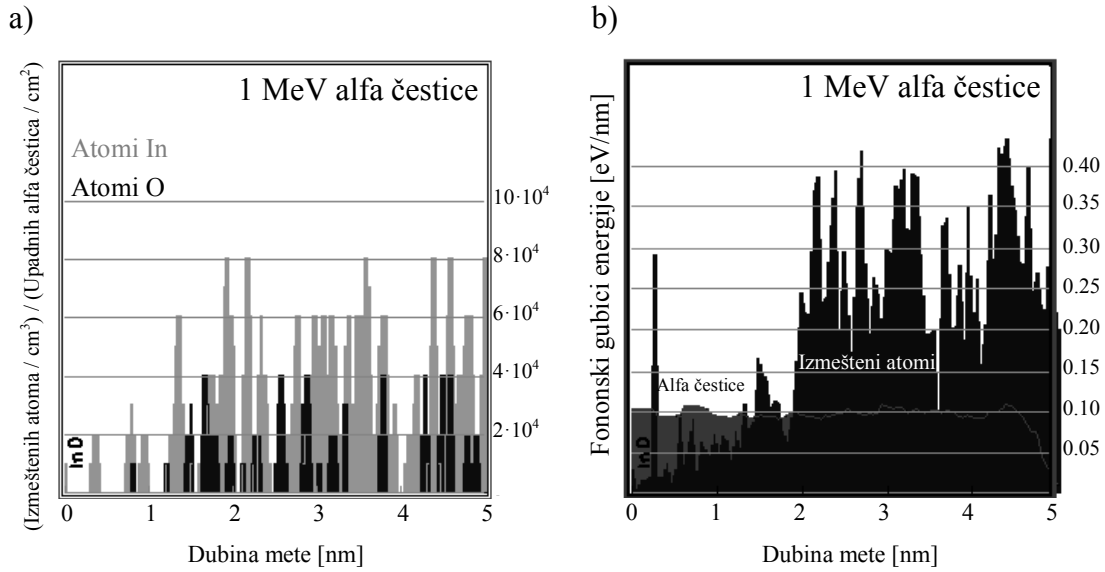 a)
(Izmeštenih atoma / cm³) / (Upadnih alfa čestica / cm²)
1 MeV alfa čestice
Atomi In
Atomi O
10·10⁴
8·10⁴
6·10⁴
4·10⁴
2·10⁴
In D
0 1 2 3 4 5
Dubina mete [nm]
b)
Fononski gubici energije [eV/nm]
1 MeV alfa čestice
0.40
0.35
0.30
0.25
0.20
0.15
0.10
0.05
Izmešteni atomi
Alfa čestice
In D
0 1 2 3 4 5
Dubina mete [nm]